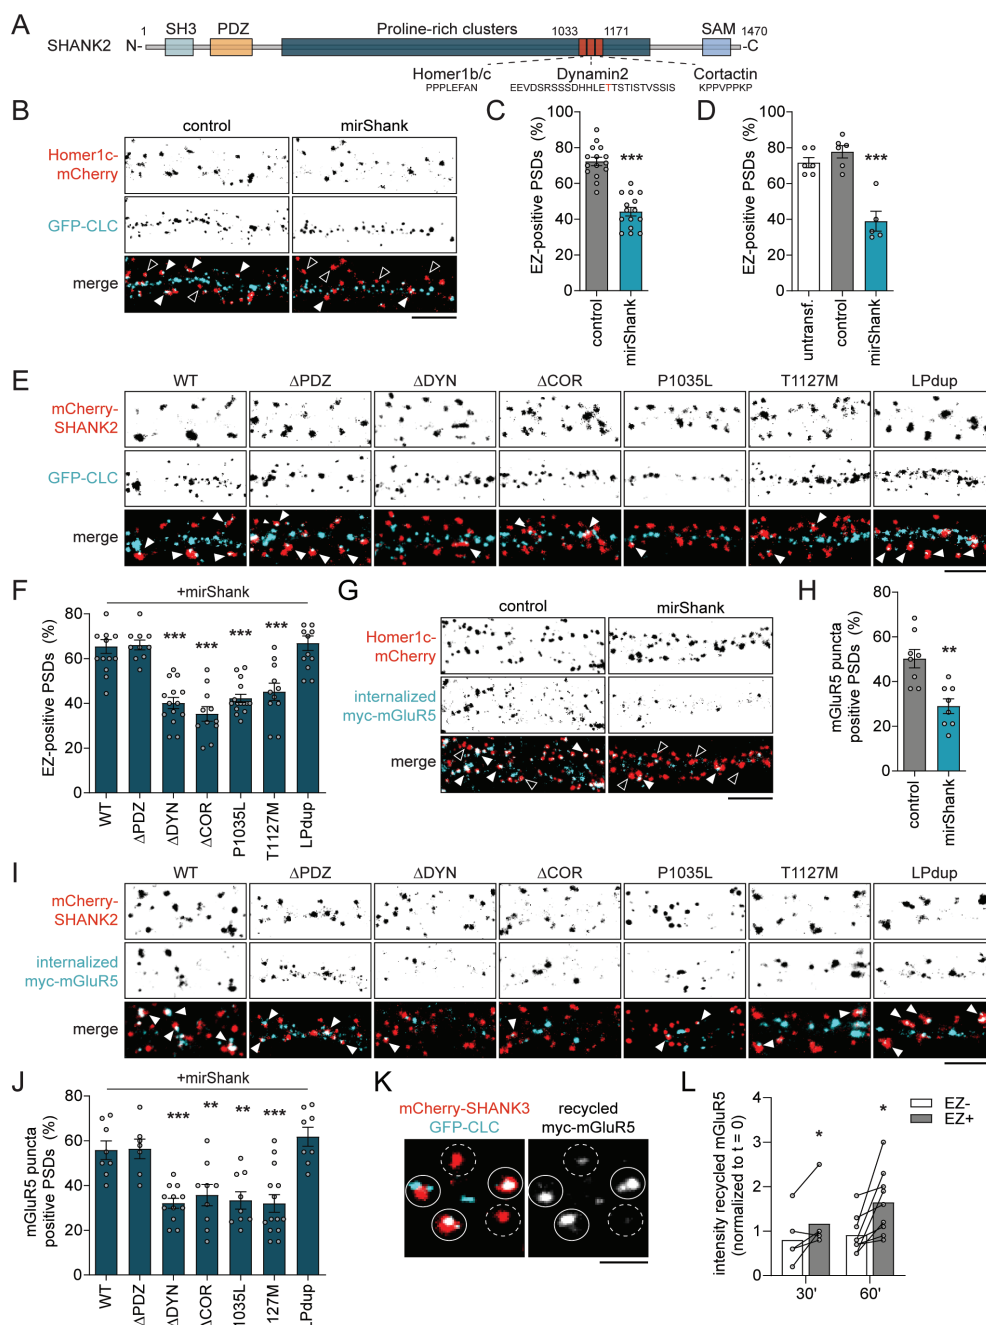 A
1 SH3 PDZ Proline-rich clusters 1033 1171 SAM 1470
SHANK2 N- -C
Homer1b/c Dynamin2 Cortactin
PPPLEFAN EEVDSRSSSDHHLETTSTISTVSSIS KPPVPPKP
B
control mirShank
Homer1c-
mCherry
GFP-CLC
merge
C
EZ-positive PSDs (%)
100
80
60
40
20
0
***
control
mirShank
D
EZ-positive PSDs (%)
100
80
60
40
20
0
***
untransf.
control
mirShank
E
WT ΔPDZ ΔDYN ΔCOR P1035L T1127M LPdup
mCherry-
SHANK2
GFP-CLC
merge
F
+mirShank
EZ-positive PSDs (%)
80
60
40
20
0
*** *** *** ***
WT
ΔPDZ
ΔDYN
ΔCOR
P1035L
T1127M
LPdup
G
control mirShank
Homer1c-
mCherry
internalized
myc-mGluR5
merge
H
mGluR5 puncta
positive PSDs (%)
80
60
40
20
0
**
control
mirShank
I
WT ΔPDZ ΔDYN ΔCOR P1035L T1127M LPdup
mCherry-
SHANK2
internalized
myc-mGluR5
merge
J
+mirShank
mGluR5 puncta
positive PSDs (%)
80
60
40
20
0
*** ** ** ***
WT
ΔPDZ
ΔDYN
ΔCOR
1035L
127M
LPdup
K
mCherry-SHANK3 recycled
GFP-CLC myc-mGluR5
L
EZ-
EZ+
intensity recycled mGluR5
(normalized to t = 0)
4
3
2
1
0
* *
30' 60'